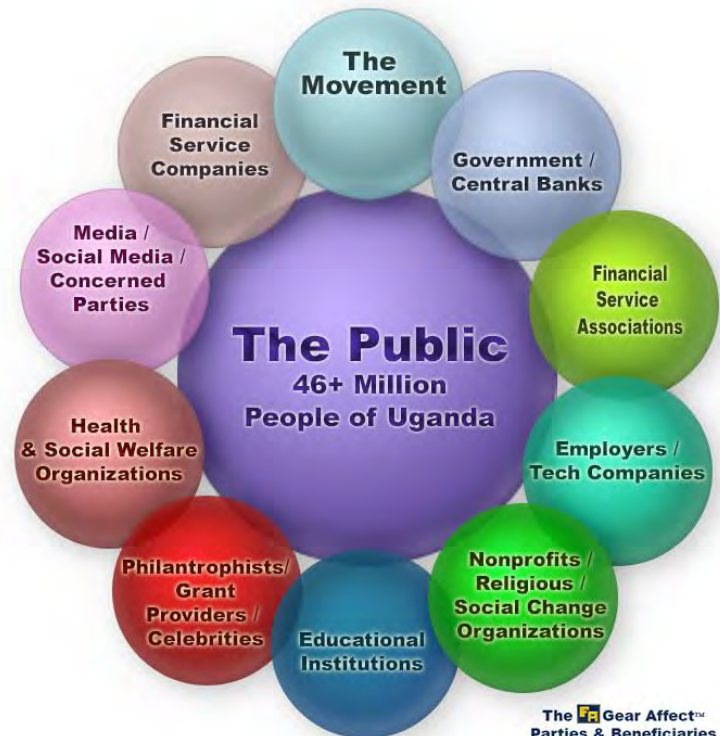 The
Movement
Government /
Central Banks
Financial
Service
Associations
Employers /
Tech Companies
Nonprofits /
Religious /
Social Change
Organizations
Educational
Institutions
Philantrophists/
Grant
Providers /
Celebrities
Health
& Social Welfare
Organizations
Media /
Social Media /
Concerned
Parties
Financial
Service
Companies
The Public
46+ Million
People of Uganda
The FA Gear Affect™
Parties & Beneficiaries